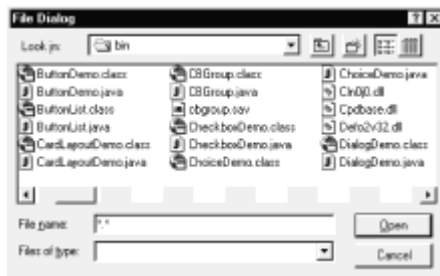 File Dialog
Look in: bin
ButtonDemo.class
ButtonDemo.java
ButtonList.class
ButtonList.java
CardLayoutDemo.class
CardLayoutDemo.java
CBGroup.class
CBGroup.java
cbgroup.sav
CheckboxDemo.class
CheckboxDemo.java
ChoiceDemo.class
ChoiceDemo.java
Cpdbase.dll
Defo2v32.dll
DialogDemo.class
DialogDemo.java
File name: *.*
Open
Files of type:
Cancel